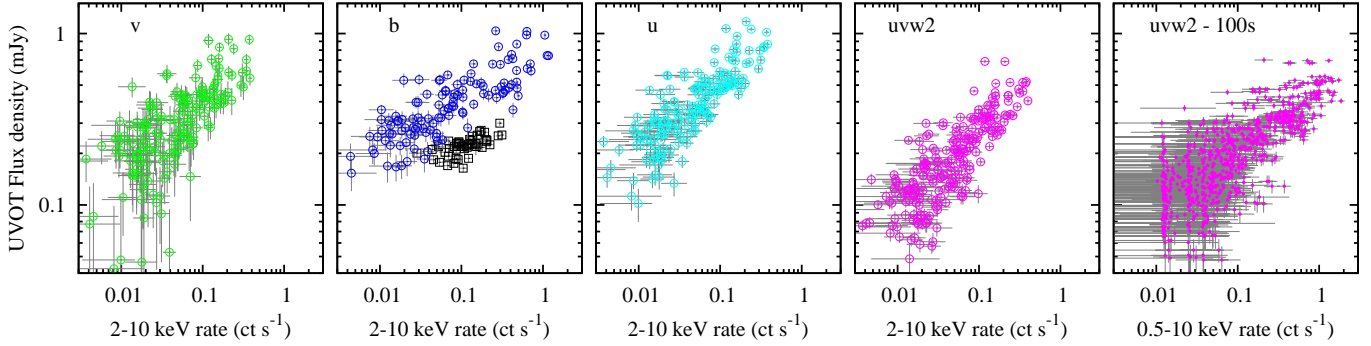 v
b
u
uvw2
uvw2 - 100s
UVOT Flux density (mJy)
1
0.1
0.01 0.1 1
0.01 0.1 1
0.01 0.1 1
0.01 0.1 1
0.01 0.1 1
2-10 keV rate (ct s⁻¹)
2-10 keV rate (ct s⁻¹)
2-10 keV rate (ct s⁻¹)
2-10 keV rate (ct s⁻¹)
0.5-10 keV rate (ct s⁻¹)